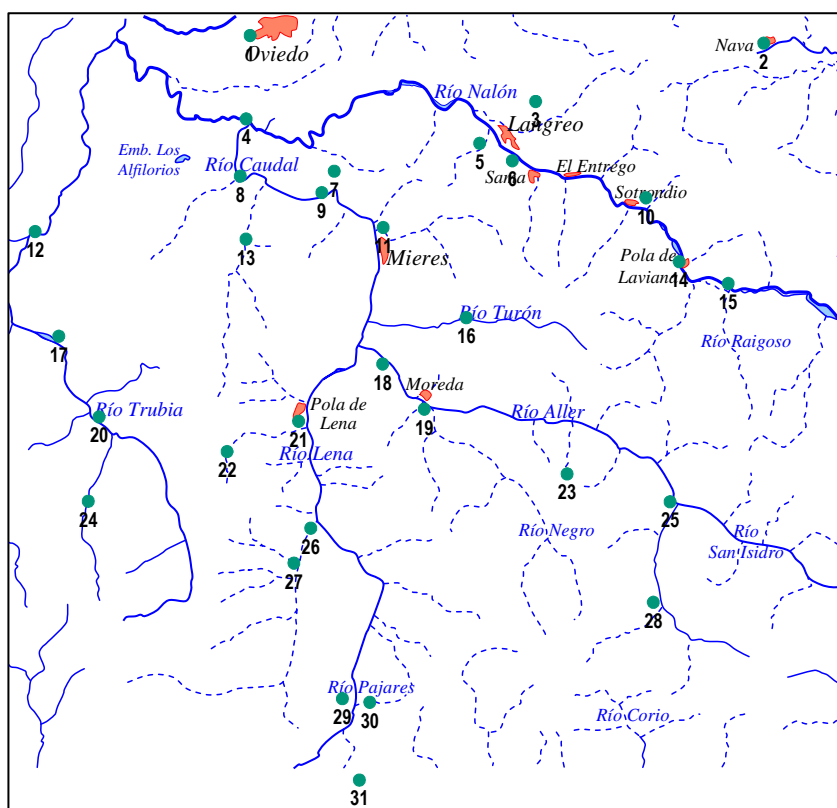 Nava
2
1
Oviedo
Río Nalón
3
Langreo
4
Emb. Los
Alfilorios
Río Caudal
5
6
Sama
El Entrego
7
8
9
Sotrondio
10
11
Mieres
12
13
Pola de
Laviana
14
15
Río Turón
16
Río Raigoso
17
18
Moreda
19
Río Trubia
20
Pola de
Lena
21
Río Aller
22
Río Lena
23
24
25
26
Río Negro
Río
San Isidro
27
28
Río Pajares
29
30
Río Corio
31